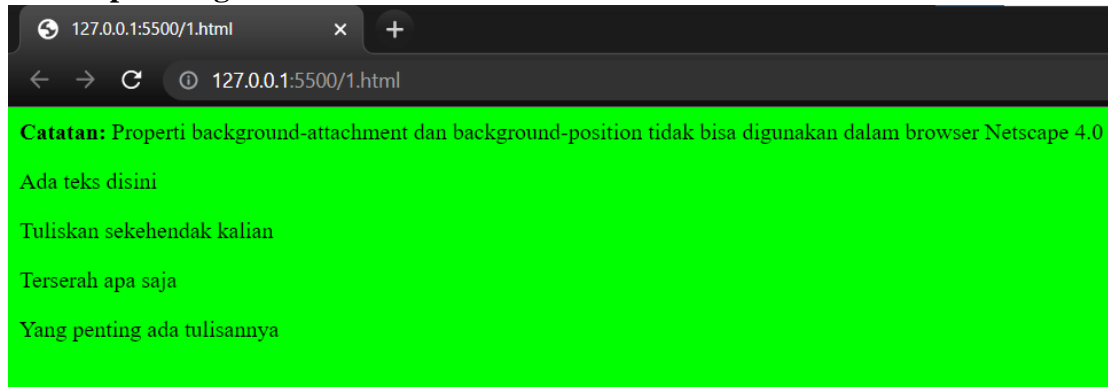 127.0.0.1:5500/1.html
127.0.0.1:5500/1.html
Catatan: Properti background-attachment dan background-position tidak bisa digunakan dalam browser Netscape 4.0
Ada teks disini
Tuliskan sekehendak kalian
Terserah apa saja
Yang penting ada tulisannya